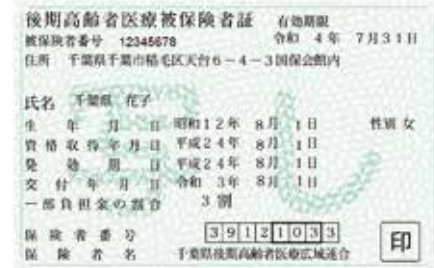 後期高齢者医療被保険者証 有効期限
被保険者番号 12345678 令和 4年 7月31日
住所 千葉県千葉市稲毛区天台6-4-3国保会館内
氏名 千葉県 花子
生年月日 昭和12年 8月 1日 性別 女
資格取得年月日 平成24年 8月 1日
発効期日 平成24年 8月 1日
交付年月日 令和 3年 8月 1日
一部負担金の割合 3割
保険者番号 39121033
保険者名 千葉県後期高齢者医療広域連合
印